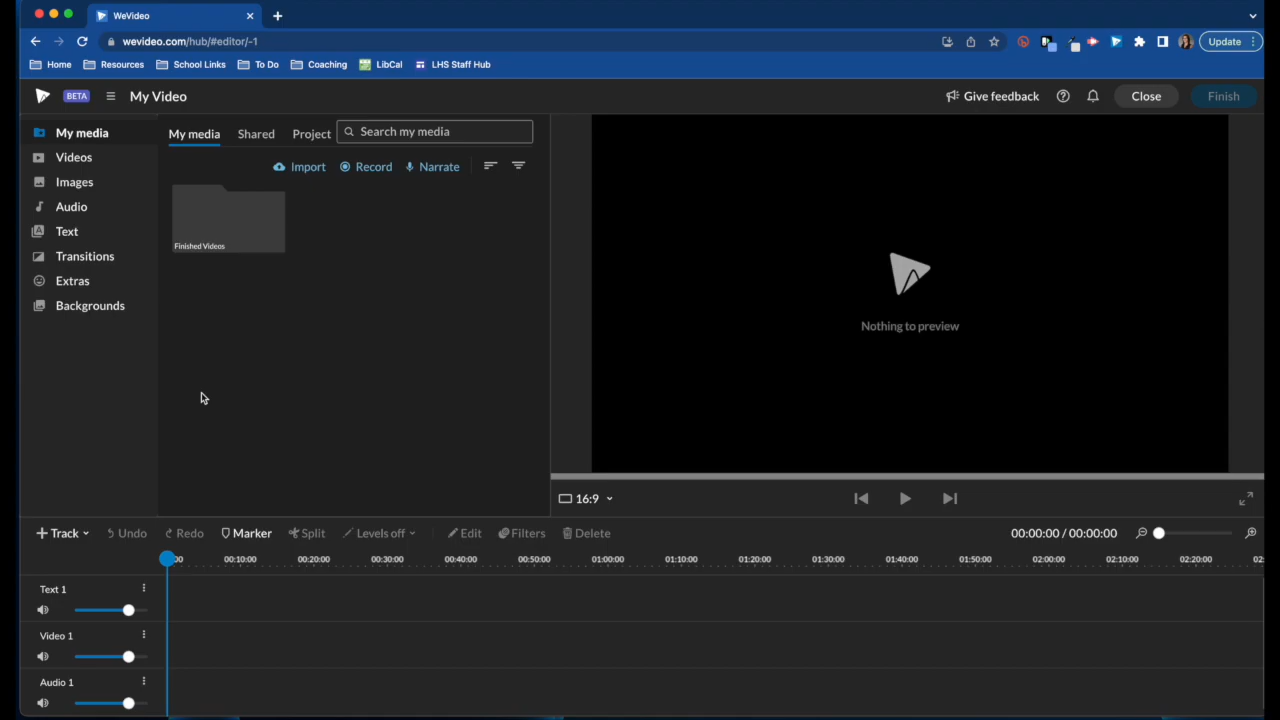 WeVideo
wevideo.com/hub/#editor/-1
Update
Home Resources School Links To Do Coaching LibCal LHS Staff Hub
BETA My Video Give feedback Close Finish
My media
Videos
Images
Audio
Text
Transitions
Extras
Backgrounds
My media Shared Project Search my media
Import Record Narrate
Finished Videos
Nothing to preview
16:9
Track Undo Redo Marker Split Levels off Edit Filters Delete 00:00:00 / 00:00:00
00 00:10:00 00:20:00 00:30:00 00:40:00 00:50:00 01:00:00 01:10:00 01:20:00 01:30:00 01:40:00 01:50:00 02:00:00 02:10:00 02:20:00 02:
Text 1
Video 1
Audio 1